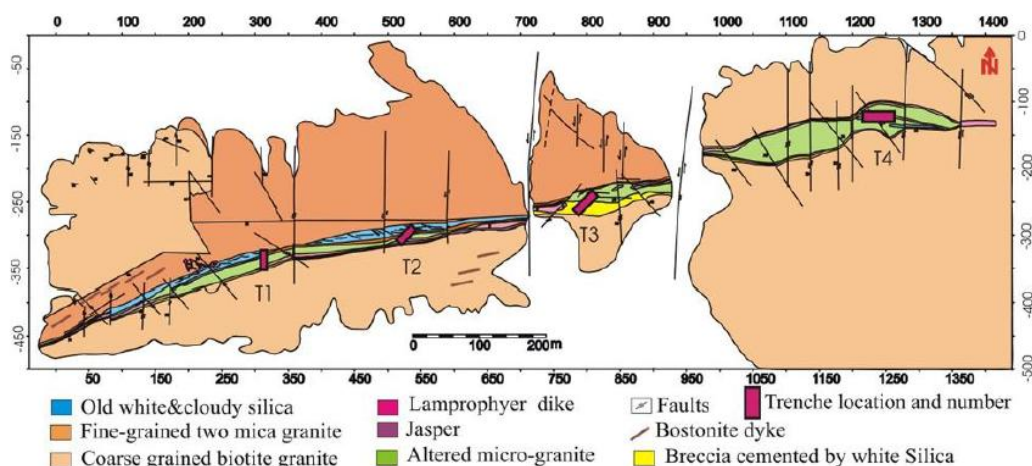 0 100 200 300 400 500 600 700 800 900 1000 1100 1200 1300 1400
0
-50
-100
-150
-200
-250
-300
-350
-400
-450
-500
N
T1
T2
T3
T4
0 100 200m
50 150 250 350 450 550 650 750 850 950 1050 1150 1250 1350
Old white&cloudy silica
Lamprophyer dike
Faults
Trenche location and number
Fine-grained two mica granite
Jasper
Bostonite dyke
Coarse grained biotite granite
Altered micro-granite
Breccia cemented by white Silica